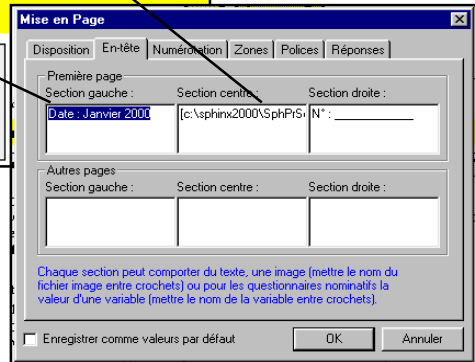 Mise en Page
Disposition En-tête Numérotation Zones Polices Réponses
Première page
Section gauche : Section centre : Section droite :
Date : Janvier 2000 [c:\sphinx2000\SphPrS N° : ______________
Autres pages
Section gauche : Section centre : Section droite :
Chaque section peut comporter du texte, une image (mettre le nom du
fichier image entre crochets) ou pour les questionnaires nominatifs la
valeur d'une variable (mettre le nom de la variable entre crochets).
Enregistrer comme valeurs par défaut OK Annuler